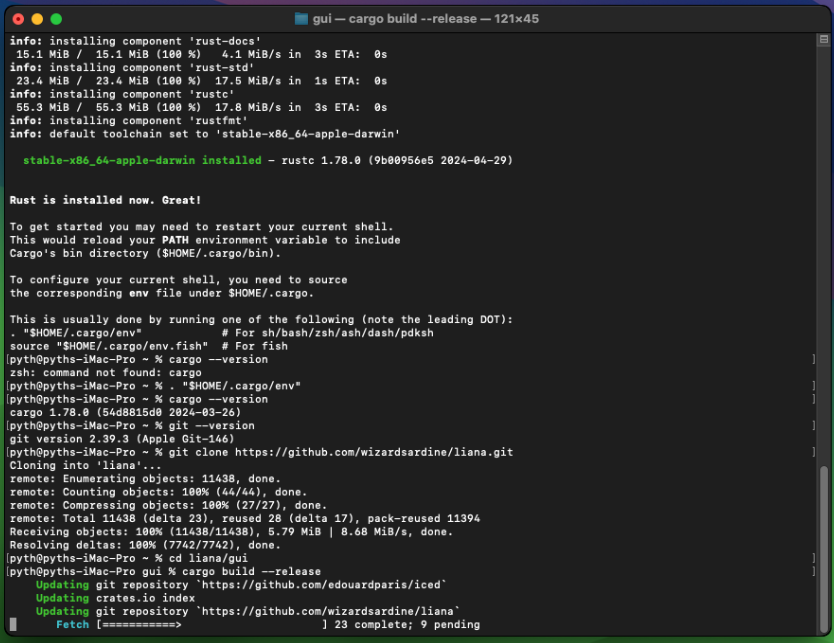 gui — cargo build --release — 121×45
info: installing component 'rust-docs'
15.1 MiB / 15.1 MiB (100 %) 4.1 MiB/s in 3s ETA: 0s
info: installing component 'rust-std'
23.4 MiB / 23.4 MiB (100 %) 17.5 MiB/s in 1s ETA: 0s
info: installing component 'rustc'
55.3 MiB / 55.3 MiB (100 %) 17.8 MiB/s in 3s ETA: 0s
info: installing component 'rustfmt'
info: default toolchain set to 'stable-x86_64-apple-darwin'
stable-x86_64-apple-darwin installed - rustc 1.78.0 (9b00956e5 2024-04-29)
Rust is installed now. Great!
To get started you may need to restart your current shell.
This would reload your PATH environment variable to include
Cargo's bin directory ($HOME/.cargo/bin).
To configure your current shell, you need to source
the corresponding env file under $HOME/.cargo.
This is usually done by running one of the following (note the leading DOT):
. "$HOME/.cargo/env" # For sh/bash/zsh/ash/dash/pdksh
source "$HOME/.cargo/env.fish" # For fish
[pyth@pyths-iMac-Pro ~ % cargo --version ]
zsh: command not found: cargo
[pyth@pyths-iMac-Pro ~ % . "$HOME/.cargo/env" ]
[pyth@pyths-iMac-Pro ~ % cargo --version ]
cargo 1.78.0 (54d8815d0 2024-03-26)
[pyth@pyths-iMac-Pro ~ % git --version ]
git version 2.39.3 (Apple Git-146)
[pyth@pyths-iMac-Pro ~ % git clone https://github.com/wizardsardine/liana.git ]
Cloning into 'liana'...
remote: Enumerating objects: 11438, done.
remote: Counting objects: 100% (44/44), done.
remote: Compressing objects: 100% (27/27), done.
remote: Total 11438 (delta 23), reused 28 (delta 17), pack-reused 11394
Receiving objects: 100% (11438/11438), 5.79 MiB | 8.68 MiB/s, done.
Resolving deltas: 100% (7742/7742), done.
[pyth@pyths-iMac-Pro ~ % cd liana/gui ]
[pyth@pyths-iMac-Pro gui % cargo build --release ]
Updating git repository `https://github.com/edouardparis/iced`
Updating crates.io index
Updating git repository `https://github.com/wizardsardine/liana`
Fetch [===========> ] 23 complete; 9 pending